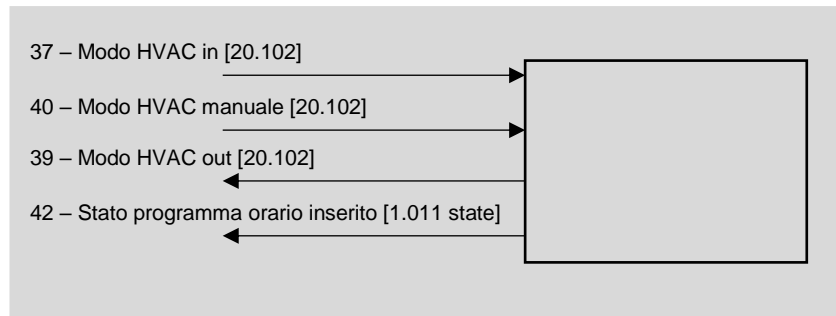 37 – Modo HVAC in [20.102]
40 – Modo HVAC manuale [20.102]
39 – Modo HVAC out [20.102]
42 – Stato programma orario inserito [1.011 state]